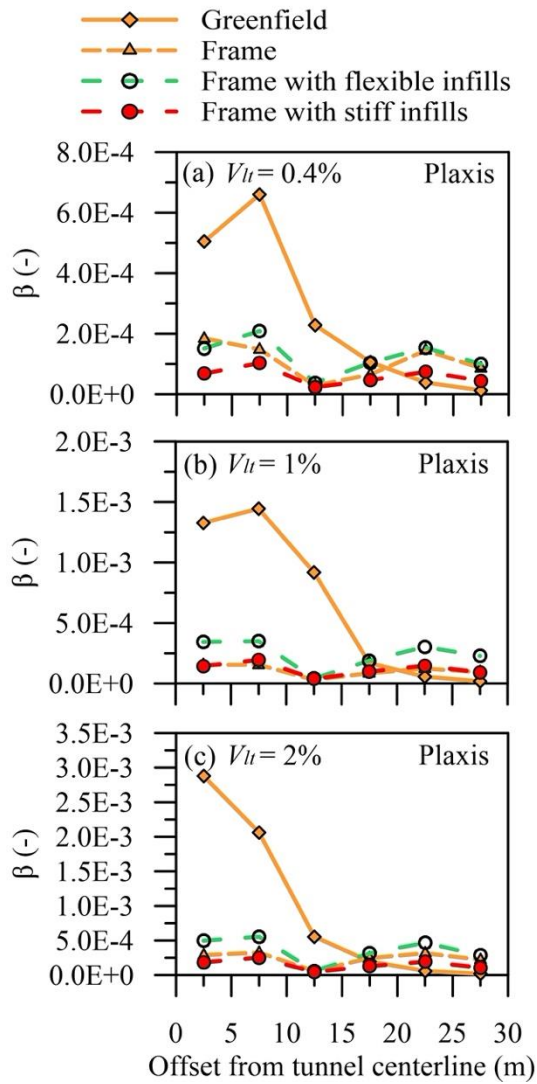 Greenfield
Frame
Frame with flexible infills
Frame with stiff infills
8.0E-4
(a) Vlt = 0.4% Plaxis
6.0E-4
4.0E-4
β (-)
2.0E-4
0.0E+0
2.0E-3
(b) Vlt = 1% Plaxis
1.5E-3
1.0E-3
β (-)
5.0E-4
0.0E+0
3.5E-3
(c) Vlt = 2% Plaxis
3.0E-3
2.5E-3
2.0E-3
β (-)
1.5E-3
1.0E-3
5.0E-4
0.0E+0
0 5 10 15 20 25 30
Offset from tunnel centerline (m)